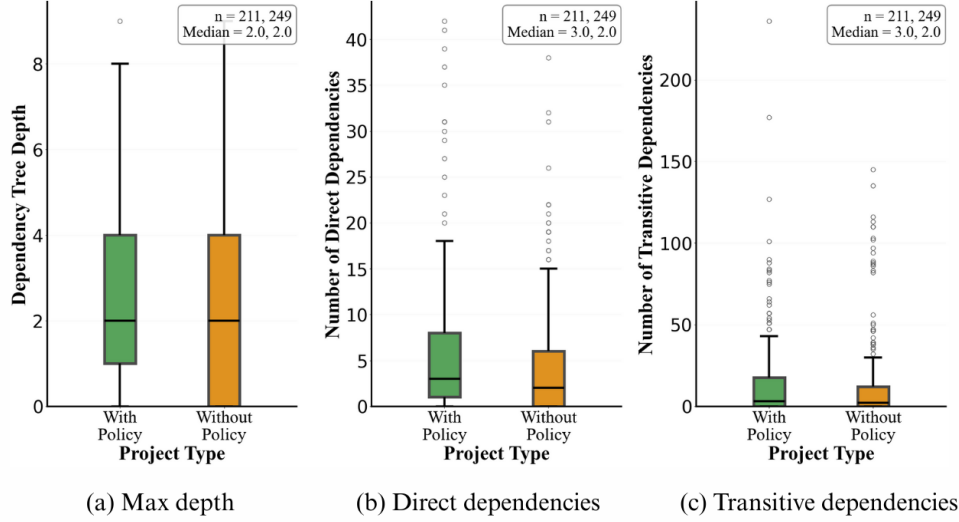 n = 211, 249
Median = 2.0, 2.0
Dependency Tree Depth
8
6
4
2
0
With
Policy
Without
Policy
Project Type
(a) Max depth
n = 211, 249
Median = 3.0, 2.0
Number of Direct Dependencies
40
35
30
25
20
15
10
5
0
With
Policy
Without
Policy
Project Type
(b) Direct dependencies
n = 211, 249
Median = 3.0, 2.0
Number of Transitive Dependencies
200
150
100
50
0
With
Policy
Without
Policy
Project Type
(c) Transitive dependencies